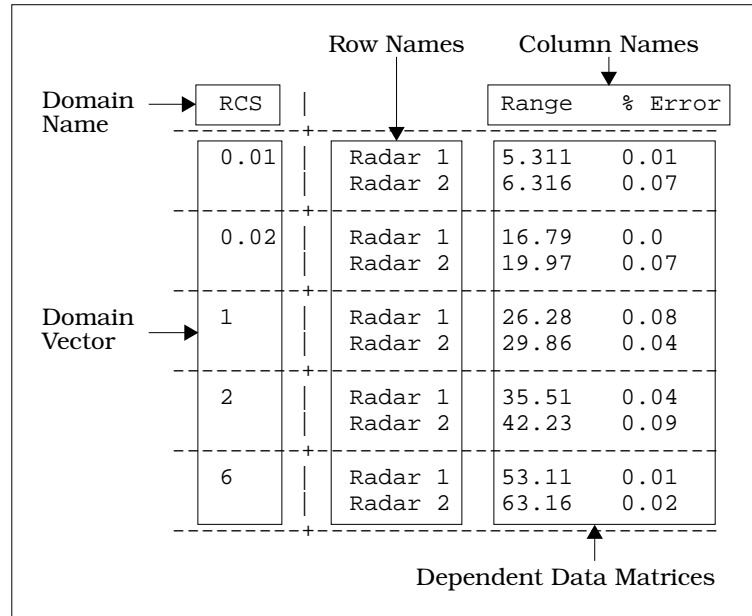 Row Names Column Names
Domain Name RCS | Range % Error
------------+------------------------------------
0.01 | Radar 1 5.311 0.01
| Radar 2 6.316 0.07
------------+------------------------------------
0.02 | Radar 1 16.79 0.0
| Radar 2 19.97 0.07
------------+------------------------------------
Domain Vector 1 | Radar 1 26.28 0.08
| Radar 2 29.86 0.04
------------+------------------------------------
2 | Radar 1 35.51 0.04
| Radar 2 42.23 0.09
------------+------------------------------------
6 | Radar 1 53.11 0.01
| Radar 2 63.16 0.02
------------+------------------------------------
Dependent Data Matrices